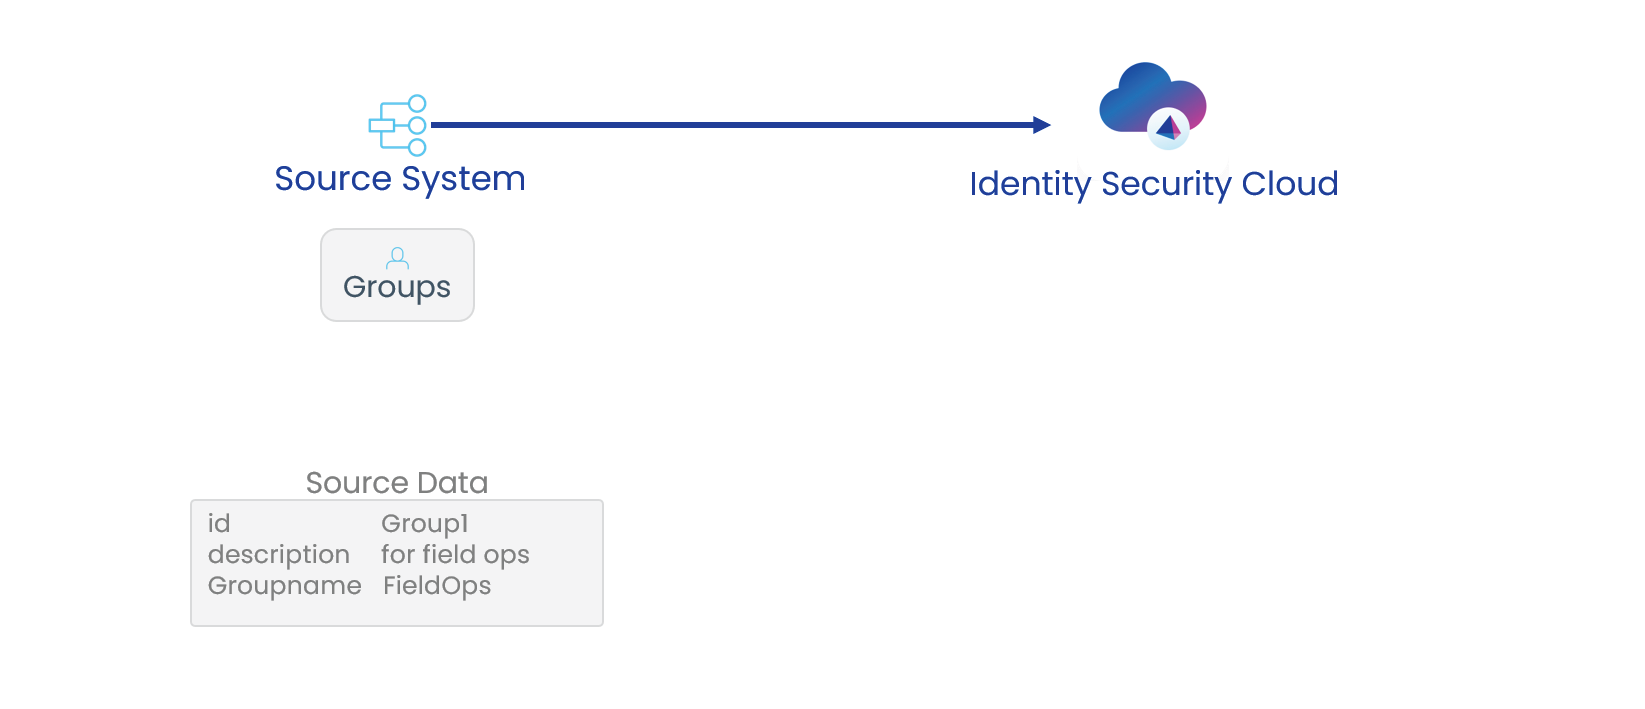 Source System
Identity Security Cloud
Groups
Source Data
id Group1
description for field ops
Groupname FieldOps